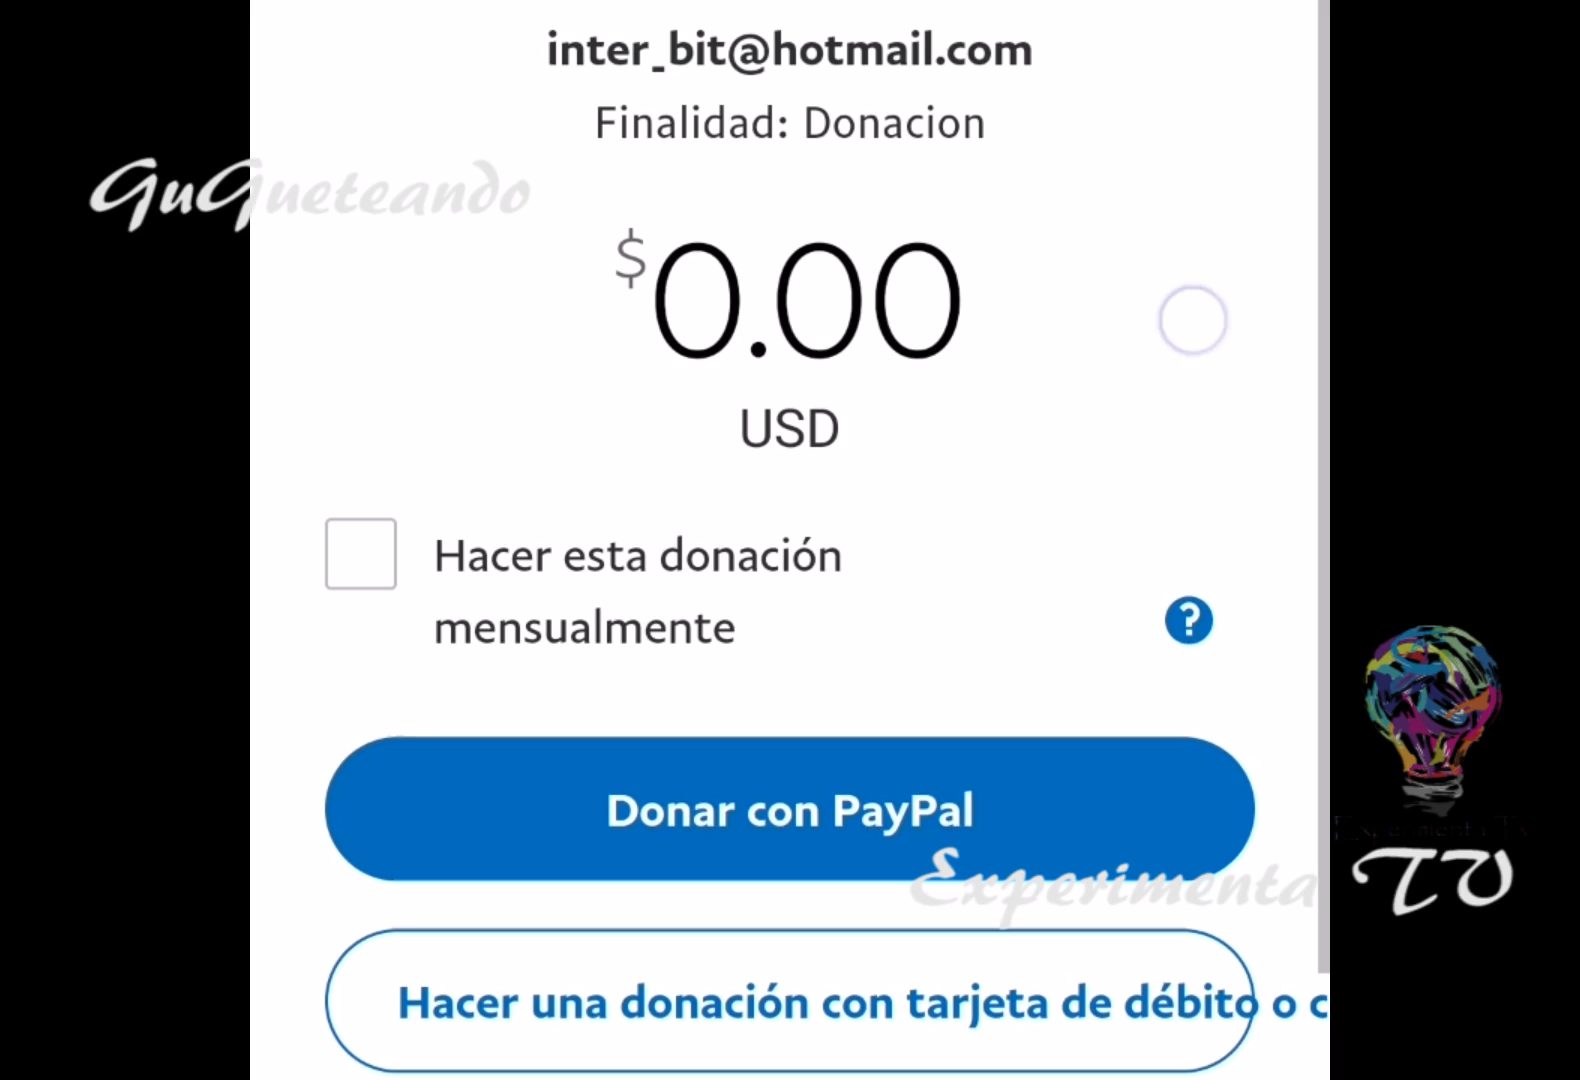 inter_bit@hotmail.com
Finalidad: Donacion
GuGueteando
$0.00
USD
Hacer esta donación
mensualmente
?
Donar con PayPal
Experimenta
TV
Hacer una donación con tarjeta de débito o c